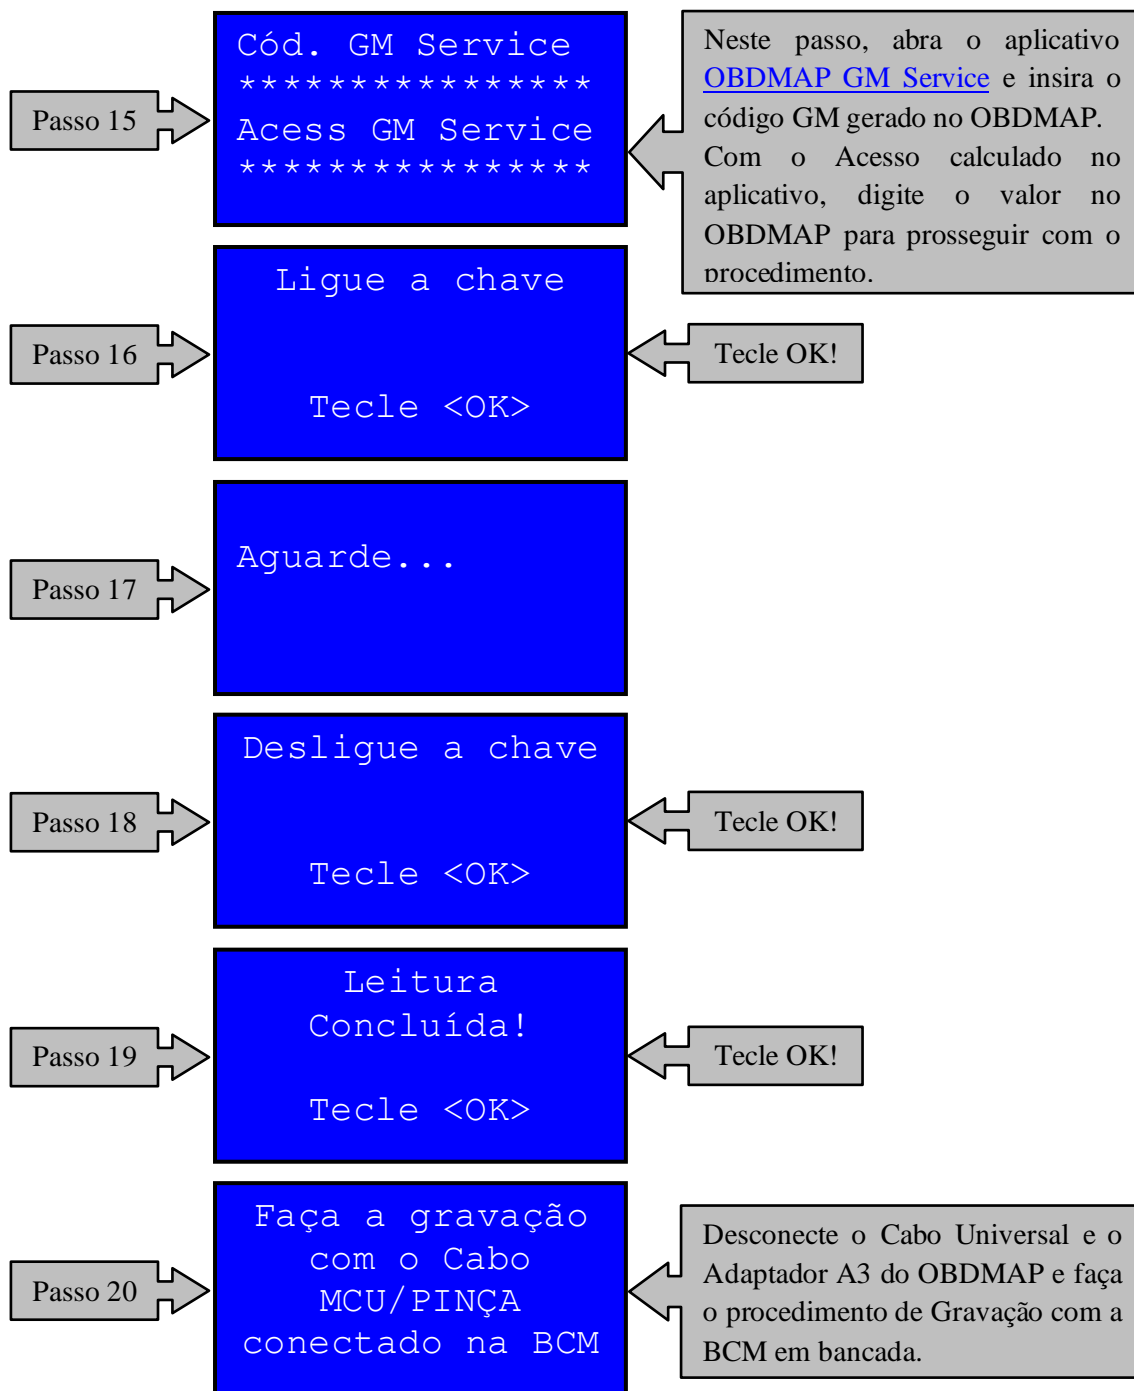 Passo 15
Cód. GM Service
****************
Acess GM Service
****************
Neste passo, abra o aplicativo
OBDMAP GM Service e insira o
código GM gerado no OBDMAP.
Com o Acesso calculado no
aplicativo, digite o valor no
OBDMAP para prosseguir com o
procedimento.
Passo 16
Ligue a chave
Tecle <OK>
Tecle OK!
Passo 17
Aguarde...
Passo 18
Desligue a chave
Tecle <OK>
Tecle OK!
Passo 19
Leitura
Concluída!
Tecle <OK>
Tecle OK!
Passo 20
Faça a gravação
com o Cabo
MCU/PINÇA
conectado na BCM
Desconecte o Cabo Universal e o
Adaptador A3 do OBDMAP e faça
o procedimento de Gravação com a
BCM em bancada.